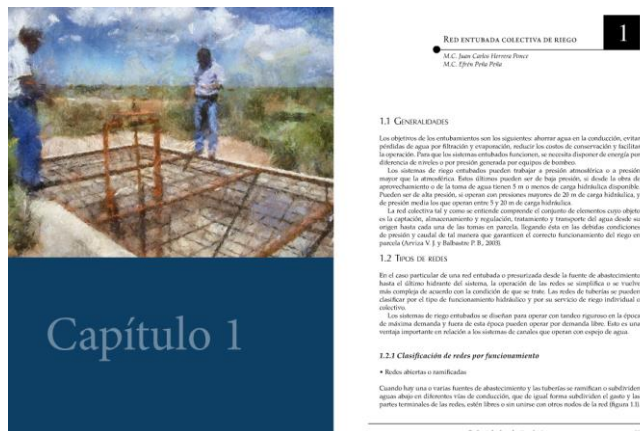 Capítulo 1
RED ENTUBADA COLECTIVA DE RIEGO
1
M.C. Juan Carlos Herrera Ponce
M.C. Efrén Peña Peña
1.1 GENERALIDADES
Los objetivos de los entubamientos son los siguientes: ahorrar agua en la conducción, evitar
pérdidas de agua por filtración y evaporación, reducir los costos de conservación y facilitar
la operación. Para que los sistemas entubados funcionen, se necesita disponer de energía por
diferencia de niveles o por presión generada por equipos de bombeo.
Los sistemas de riego entubados pueden trabajar a presión atmosférica o a presión
mayor que la atmosférica. Estos últimos pueden ser de baja presión, si desde la obra de
aprovechamiento o de la toma de agua tienen 5 m o menos de carga hidráulica disponible.
Pueden ser de alta presión, si operan con presiones mayores de 20 m de carga hidráulica, y
de presión media los que operan entre 5 y 20 m de carga hidráulica.
La red colectiva tal y como se entiende comprende el conjunto de elementos cuyo objeto
es la captación, almacenamiento y regulación, tratamiento y transporte del agua desde su
origen hasta cada una de las tomas en parcela, llegando ésta en las debidas condiciones
de presión y caudal de tal manera que garanticen el correcto funcionamiento del riego en
parcela (Arviza V. J. y Balbastre P. B., 2003).
1.2 TIPOS DE REDES
En el caso particular de una red entubada o presurizada desde la fuente de abastecimiento
hasta el último hidrante del sistema, la operación de las redes se simplifica o se vuelve
más compleja de acuerdo con la condición de que se trate. Las redes de tuberías se pueden
clasificar por el tipo de funcionamiento hidráulico y por su servicio de riego individual o
colectivo.
Los sistemas de riego entubados se diseñan para operar con tandeo riguroso en la época
de máxima demanda y fuera de esta época pueden operar por demanda libre. Esto es una
ventaja importante en relación a los sistemas de canales que operan con espejo de agua.
1.2.1 Clasificación de redes por funcionamiento
• Redes abiertas o ramificadas
Cuando hay una o varias fuentes de abastecimiento y las tuberías se ramifican o subdividen
aguas abajo en diferentes vías de conducción, que de igual forma subdividen el gasto y las
partes terminales de las redes, estén libres o sin unirse con otros nodos de la red (figura 1.1).